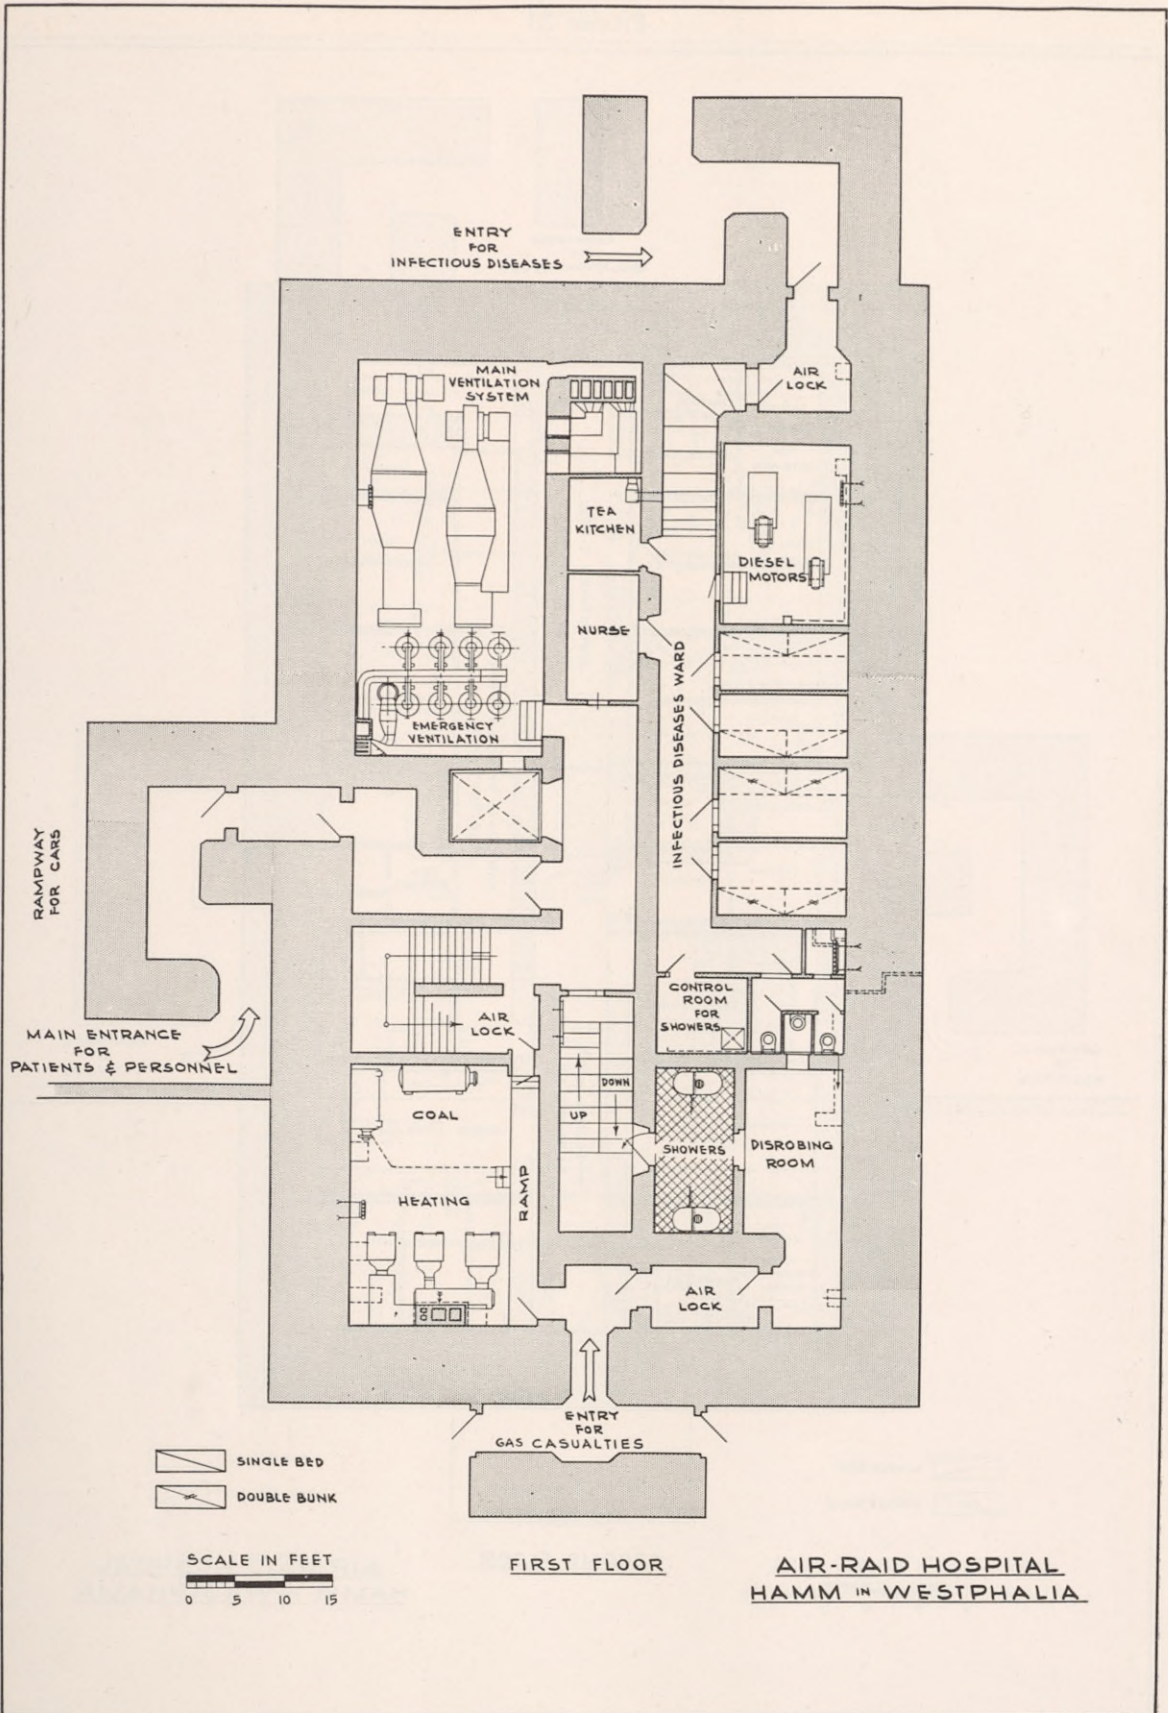 ENTRY
FOR
INFECTIOUS DISEASES
MAIN
VENTILATION
SYSTEM
AIR
LOCK
TEA
KITCHEN
DIESEL
MOTORS
NURSE
INFECTIOUS DISEASES WARD
EMERGENCY
VENTILATION
RAMPWAY
FOR CARS
MAIN ENTRANCE
FOR
PATIENTS & PERSONNEL
AIR
LOCK
CONTROL
ROOM
FOR
SHOWERS
COAL
UP
DOWN
SHOWERS
DISROBING
ROOM
HEATING
RAMP
AIR
LOCK
ENTRY
FOR
GAS CASUALTIES
SINGLE BED
DOUBLE BUNK
SCALE IN FEET
0 5 10 15
FIRST FLOOR
AIR-RAID HOSPITAL
HAMM IN WESTPHALIA